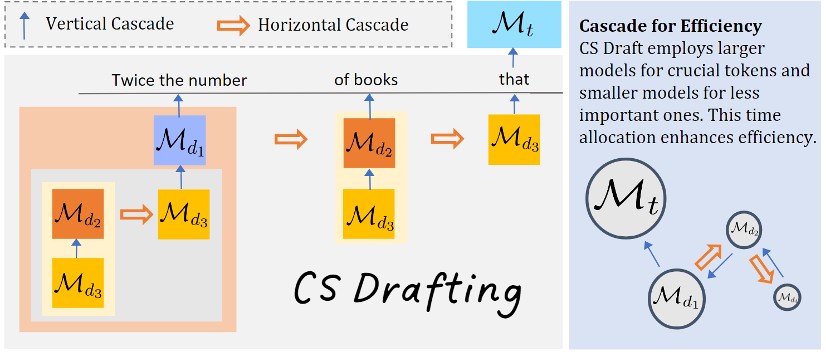 Vertical Cascade
Horizontal Cascade
ℳt
Twice the number
of books
that
ℳd1
ℳd2
ℳd3
ℳd2
ℳd3
ℳd3
ℳd3
CS Drafting
Cascade for Efficiency
CS Draft employs larger
models for crucial tokens and
smaller models for less
important ones. This time
allocation enhances efficiency.
ℳt
ℳd2
ℳd1